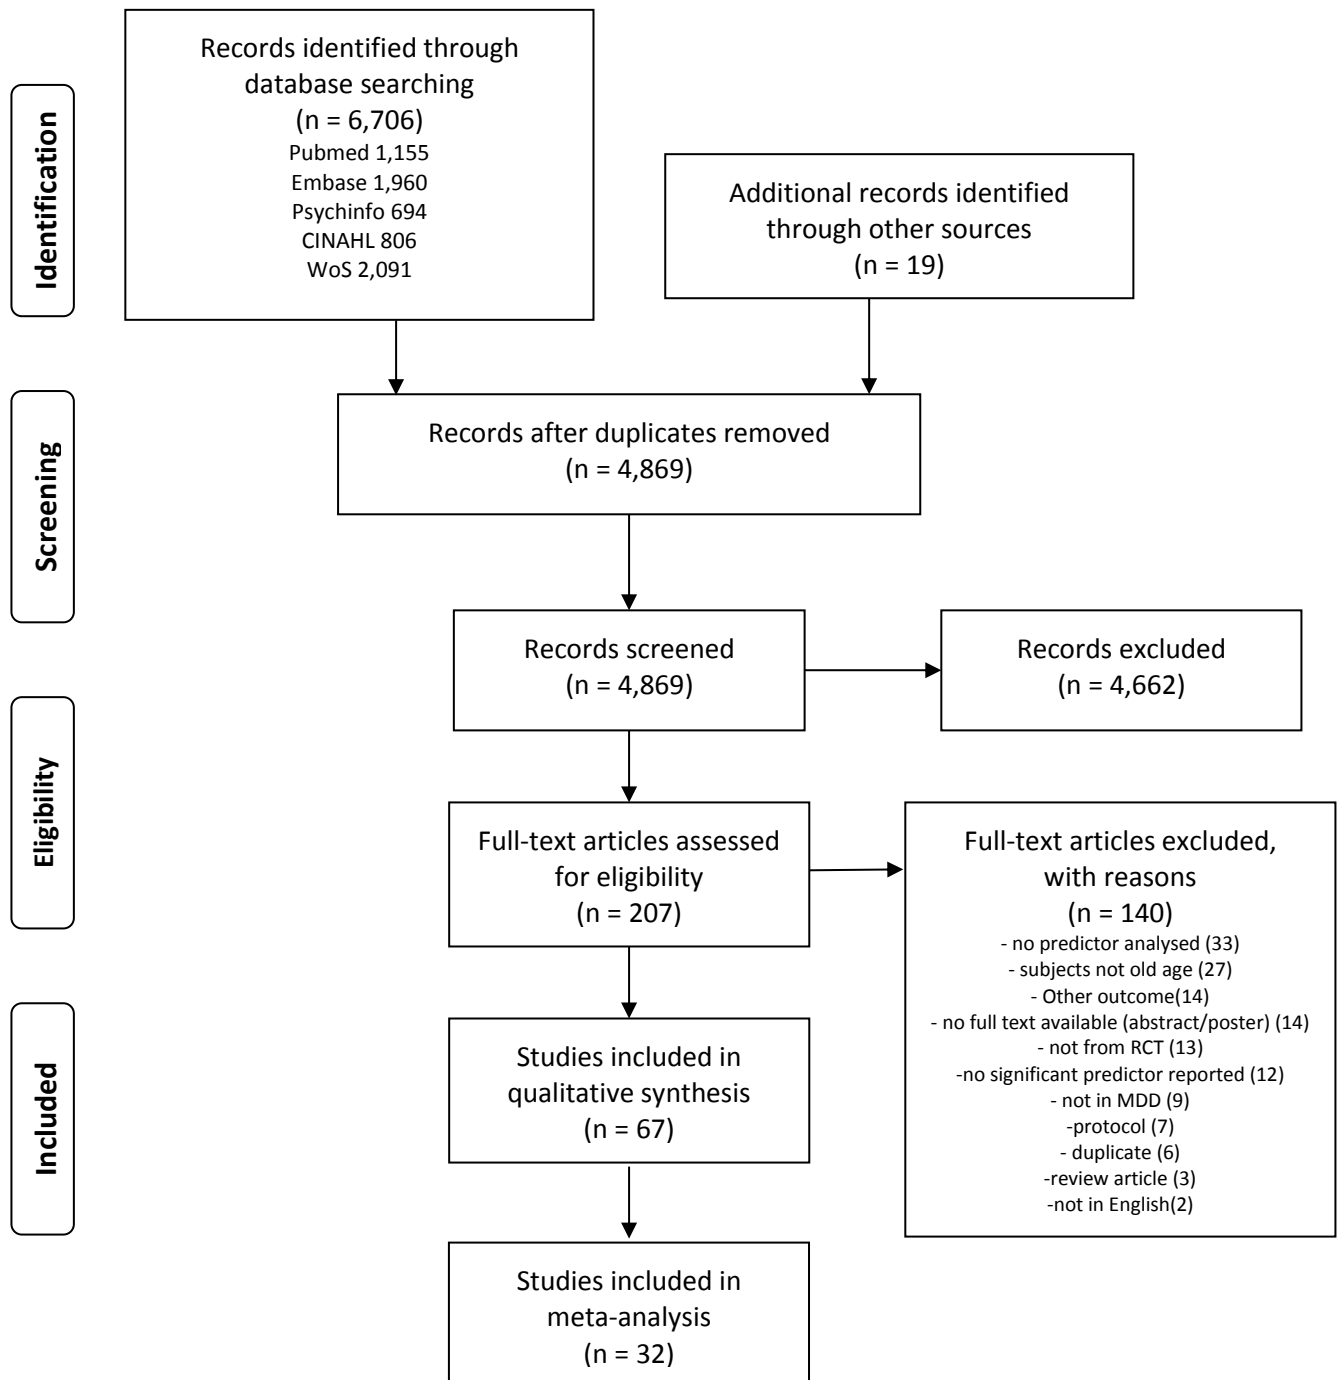 Identification
Records identified through
database searching
(n = 6,706)
Pubmed 1,155
Embase 1,960
Psychinfo 694
CINAHL 806
WoS 2,091
Additional records identified
through other sources
(n = 19)
Screening
Records after duplicates removed
(n = 4,869)
Records screened
(n = 4,869)
Records excluded
(n = 4,662)
Eligibility
Full-text articles assessed
for eligibility
(n = 207)
Full-text articles excluded,
with reasons
(n = 140)
- no predictor analysed (33)
- subjects not old age (27)
- Other outcome(14)
- no full text available (abstract/poster) (14)
- not from RCT (13)
-no significant predictor reported (12)
- not in MDD (9)
-protocol (7)
- duplicate (6)
-review article (3)
-not in English(2)
Included
Studies included in
qualitative synthesis
(n = 67)
Studies included in
meta-analysis
(n = 32)